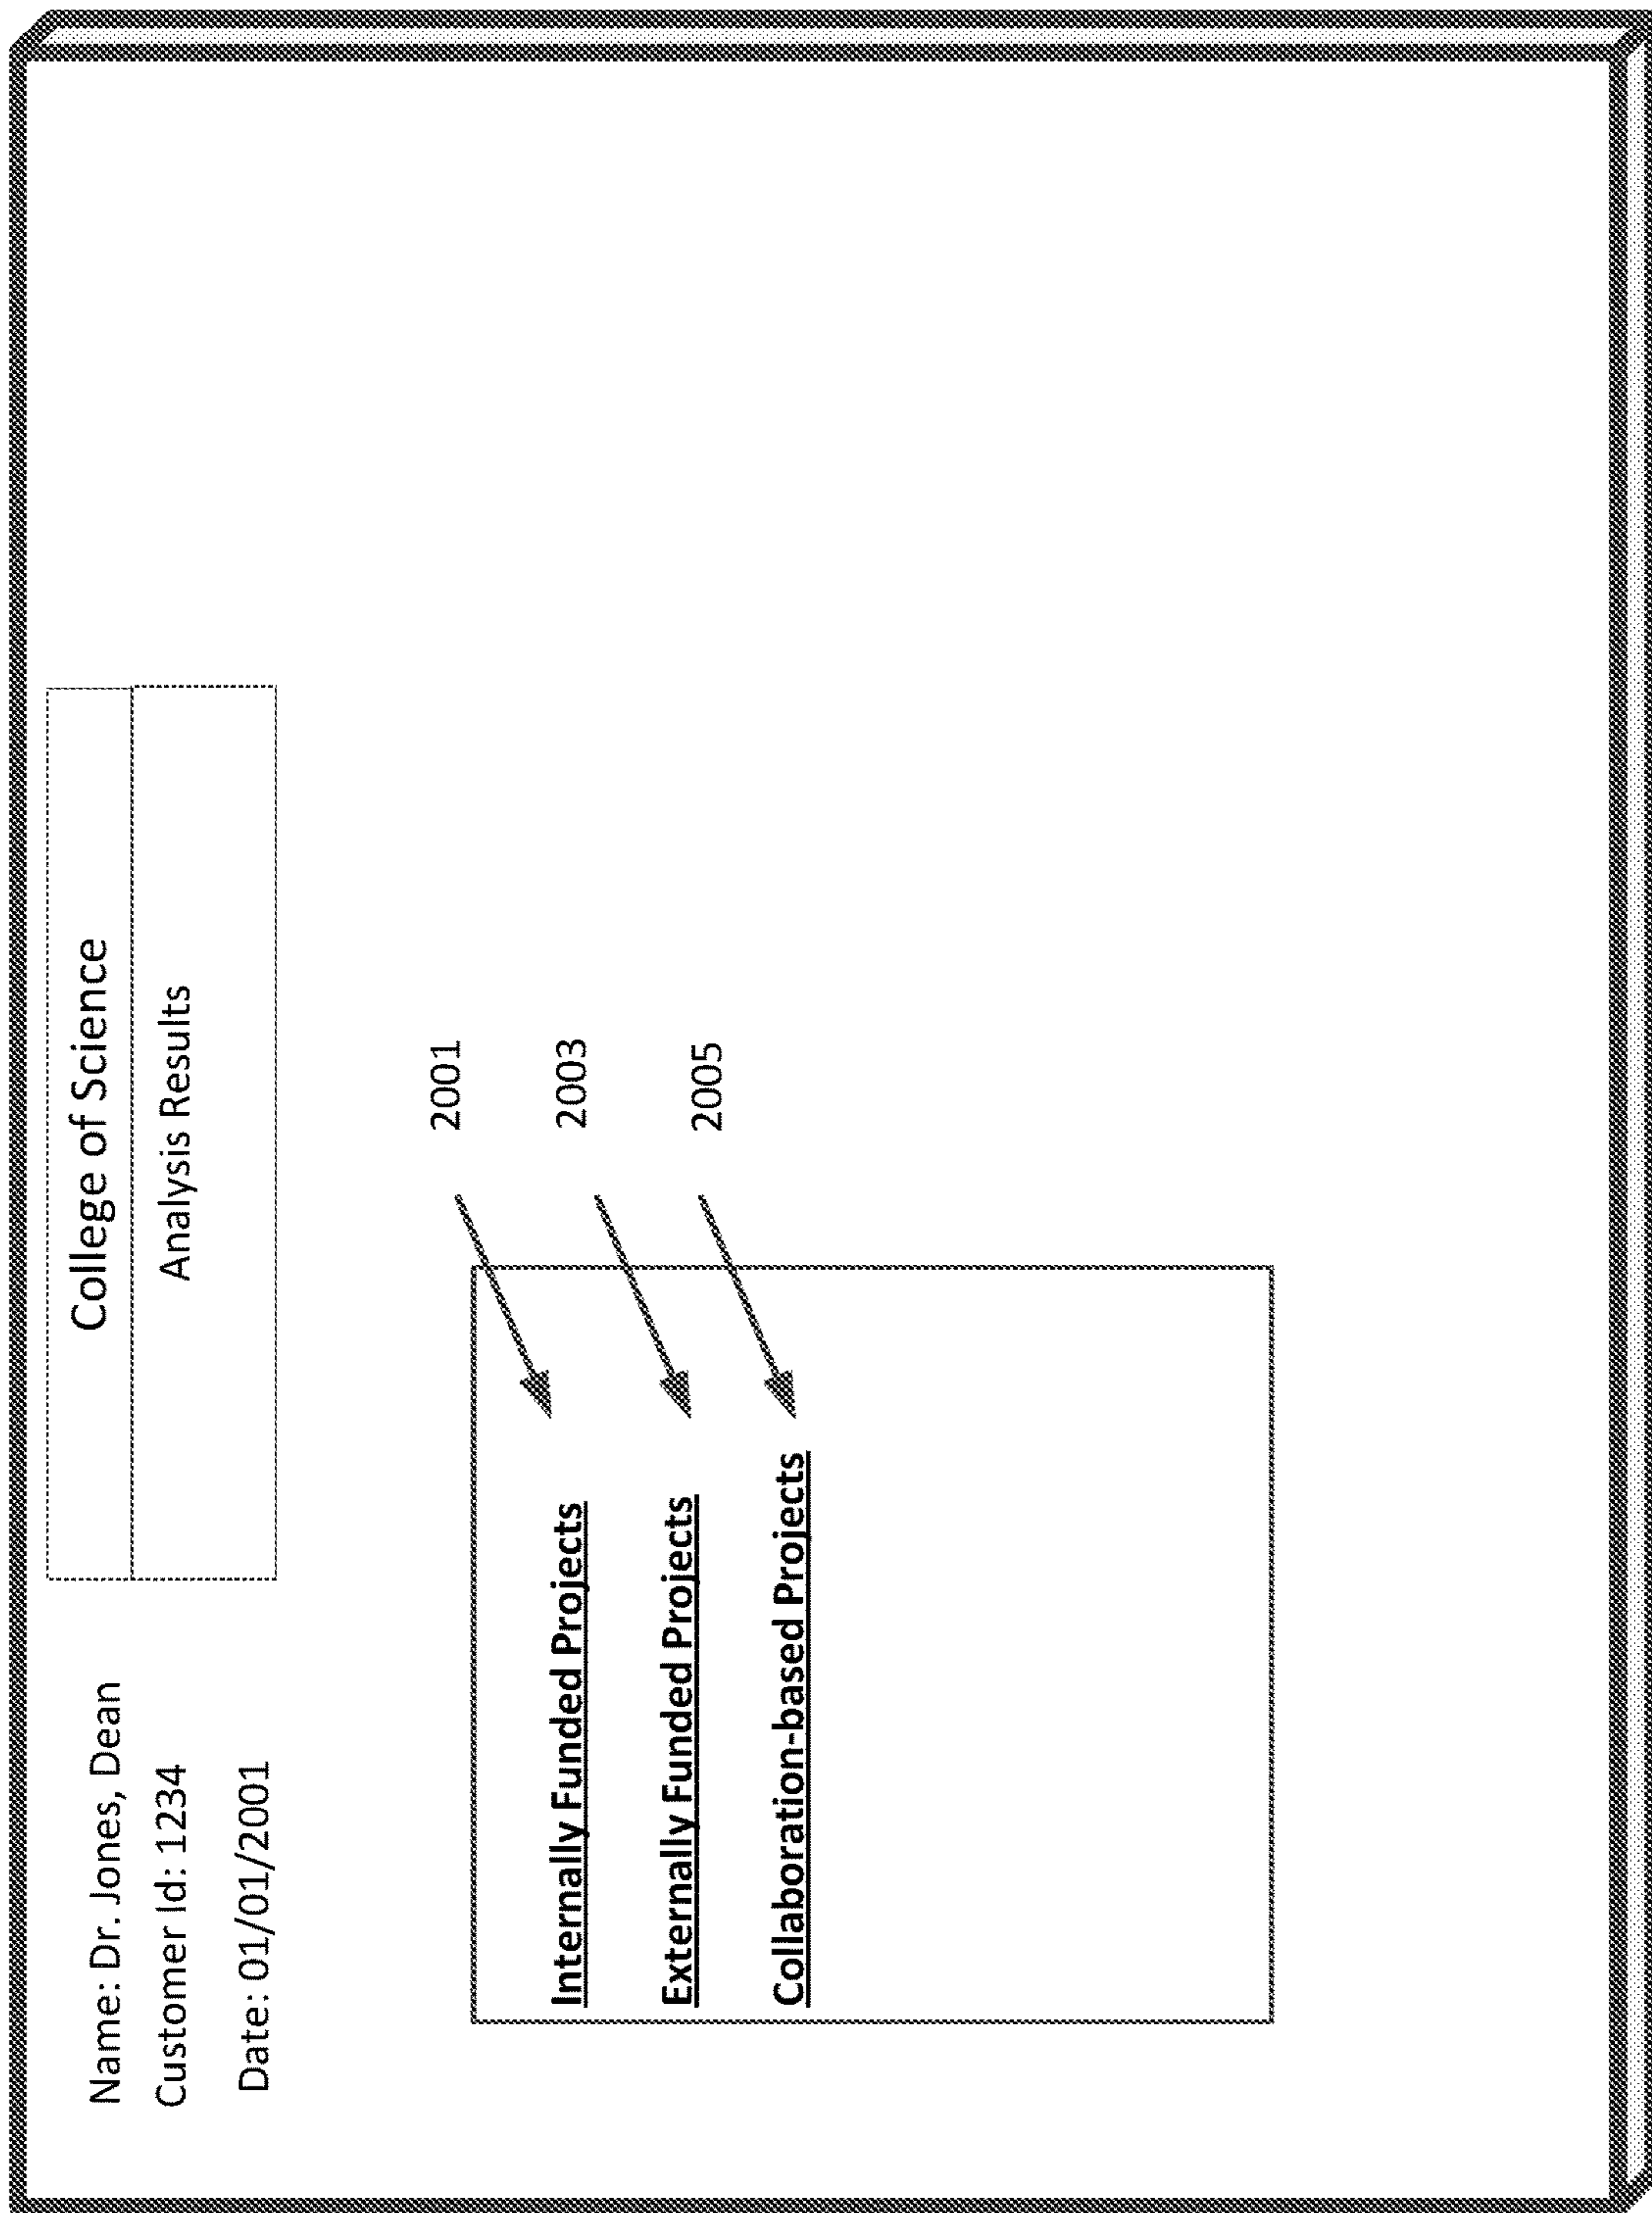 Name: Dr. Jones, Dean
Customer Id: 1234
Date: 01/01/2001
College of Science
Analysis Results
Internally Funded Projects
Externally Funded Projects
Collaboration-based Projects
2001
2003
2005